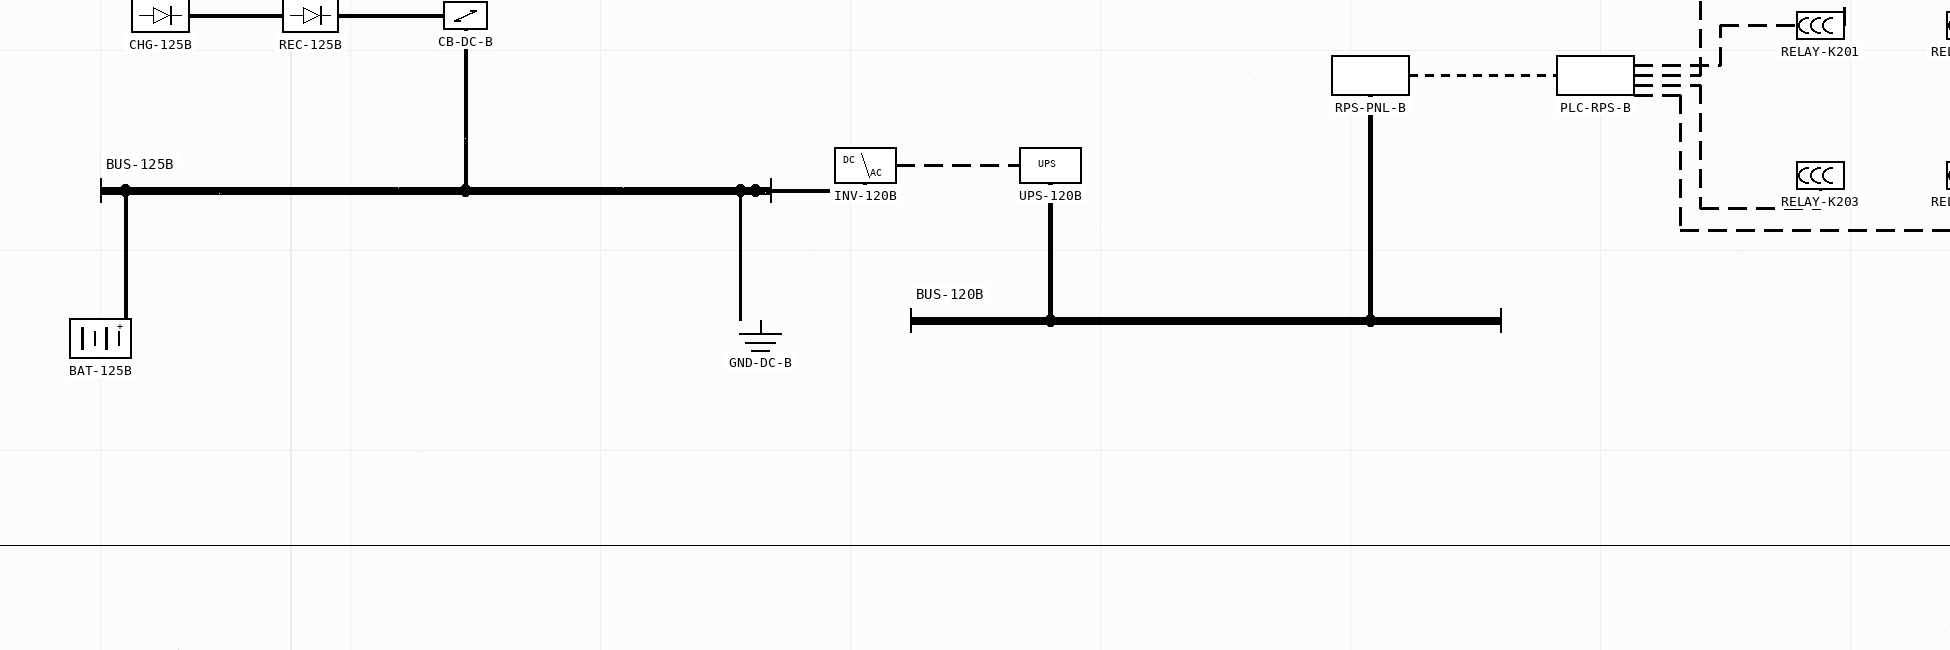 CHG-125B
REC-125B
CB-DC-B
RELAY-K201
RPS-PNL-B
PLC-RPS-B
BUS-125B
DC
AC
INV-120B
UPS
UPS-120B
RELAY-K203
BUS-120B
+
BAT-125B
GND-DC-B